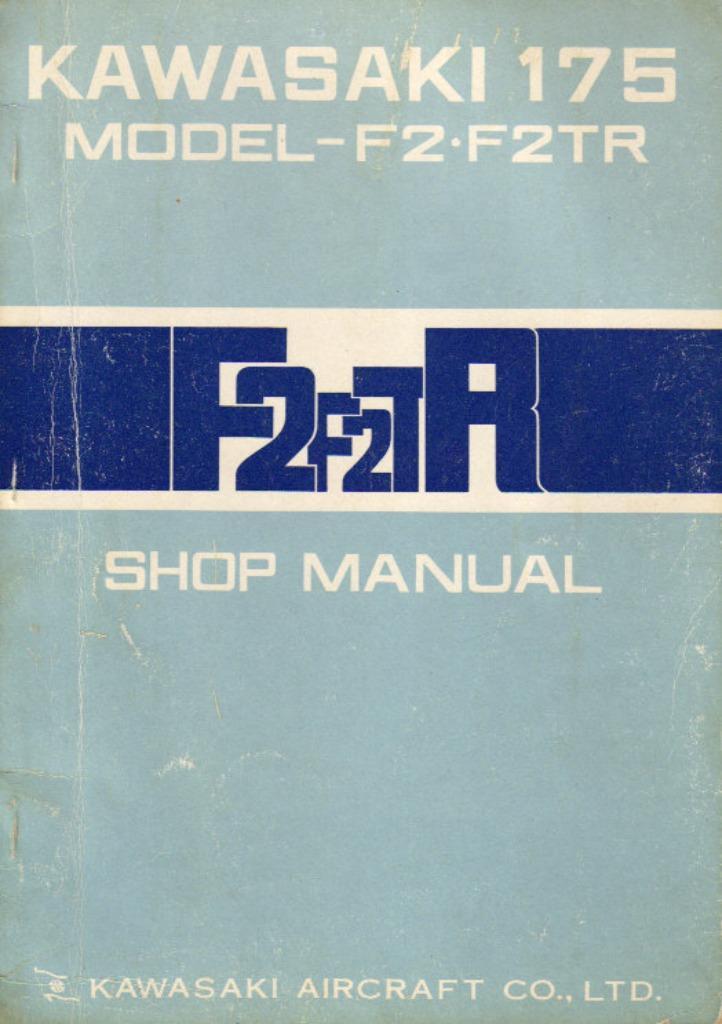 KAWASAKI 175
MODEL-F2·F2TR
F2F2TR
SHOP MANUAL
KAWASAKI AIRCRAFT CO., LTD.